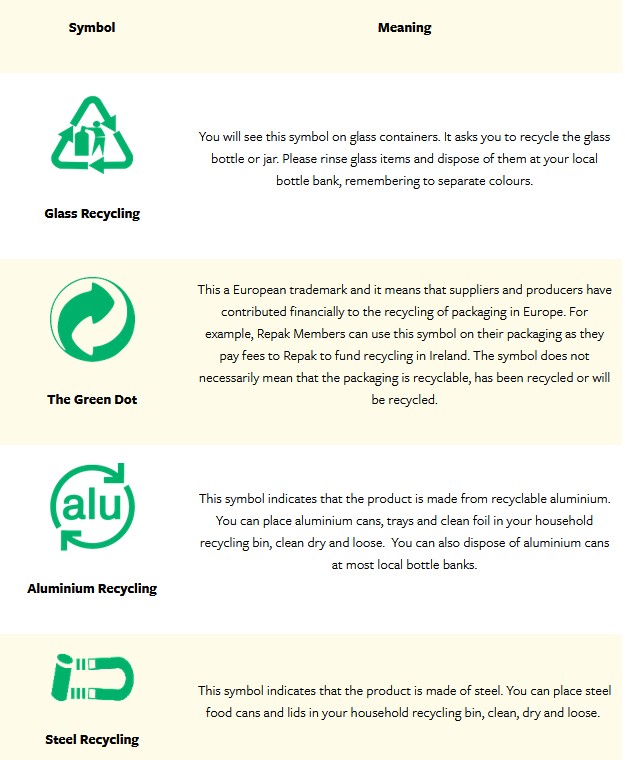 Symbol
Meaning
You will see this symbol on glass containers. It asks you to recycle the glass
bottle or jar. Please rinse glass items and dispose of them at your local
bottle bank, remembering to separate colours.
Glass Recycling
This a European trademark and it means that suppliers and producers have
contributed financially to the recycling of packaging in Europe. For
example, Repak Members can use this symbol on their packaging as they
pay fees to Repak to fund recycling in Ireland. The symbol does not
necessarily mean that the packaging is recyclable, has been recycled or will
be recycled.
The Green Dot
alu
This symbol indicates that the product is made from recyclable aluminium.
You can place aluminium cans, trays and clean foil in your household
recycling bin, clean dry and loose.  You can also dispose of aluminium cans
at most local bottle banks.
Aluminium Recycling
This symbol indicates that the product is made of steel. You can place steel
food cans and lids in your household recycling bin, clean, dry and loose.
Steel Recycling